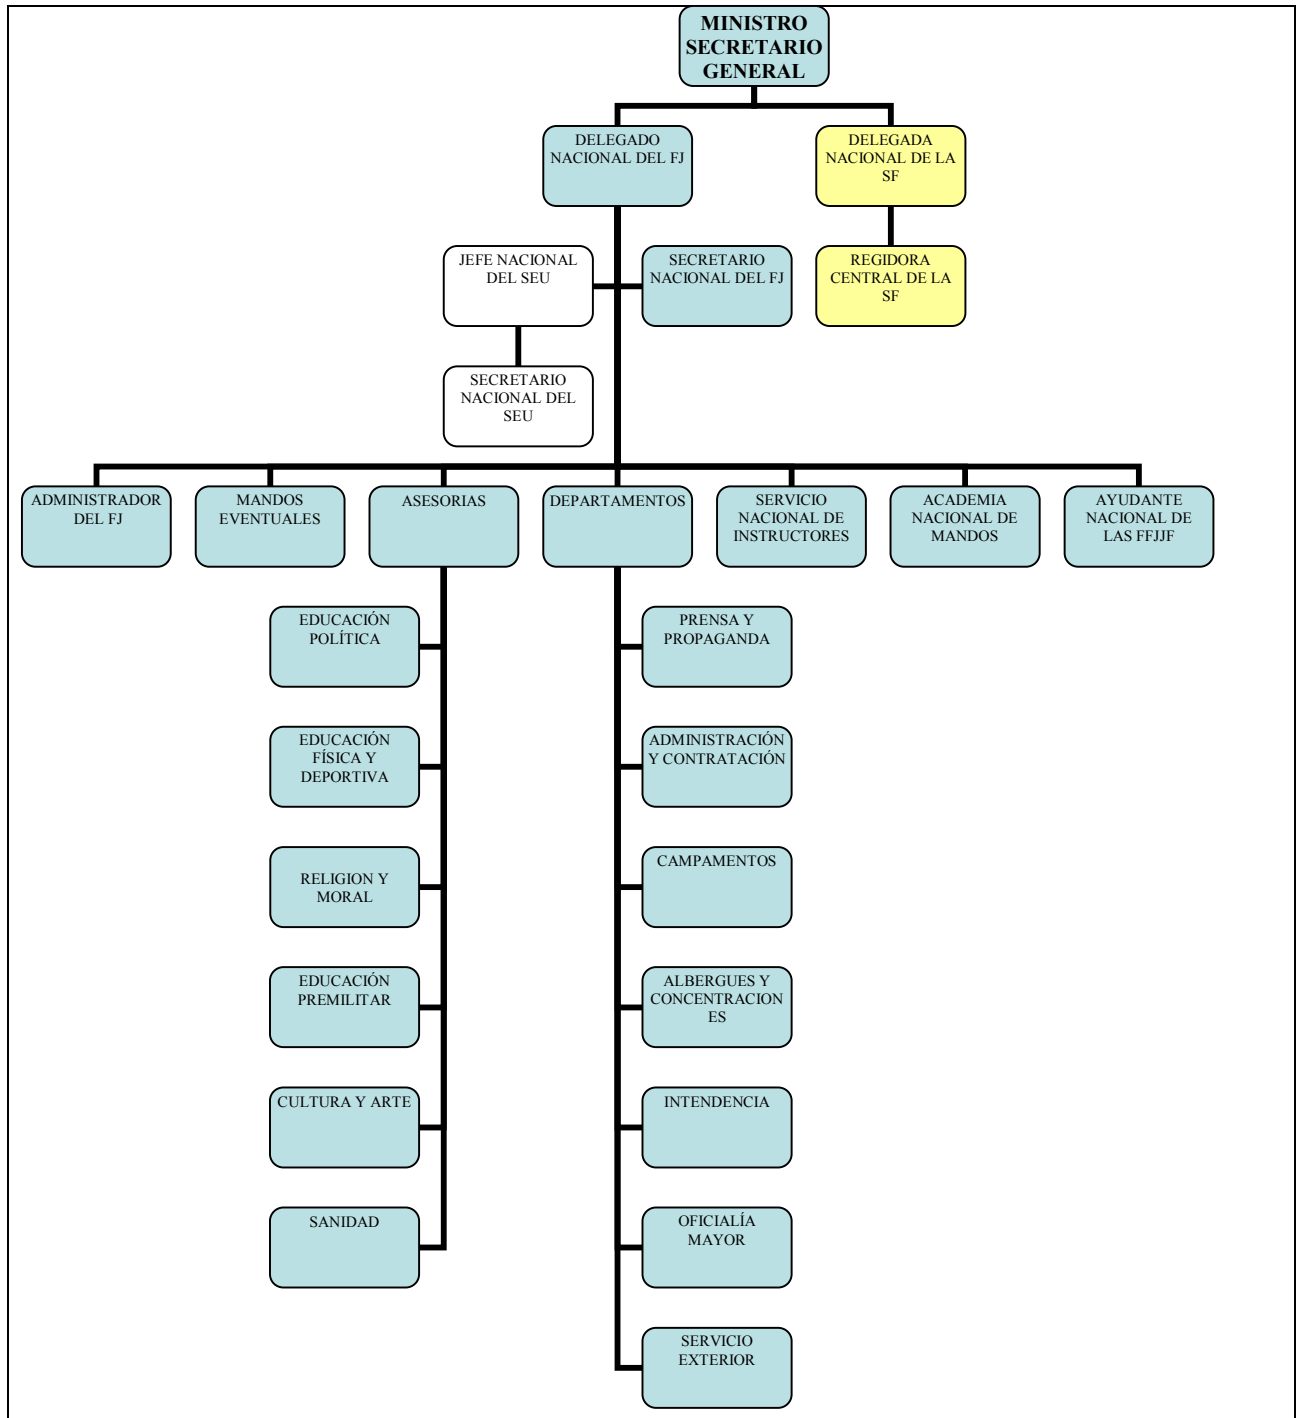 MINISTRO
SECRETARIO
GENERAL
DELEGADO
NACIONAL DEL FJ
DELEGADA
NACIONAL DE LA
SF
JEFE NACIONAL
DEL SEU
SECRETARIO
NACIONAL DEL FJ
REGIDORA
CENTRAL DE LA
SF
SECRETARIO
NACIONAL DEL
SEU
ADMINISTRADOR
DEL FJ
MANDOS
EVENTUALES
ASESORIAS
DEPARTAMENTOS
SERVICIO
NACIONAL DE
INSTRUCTORES
ACADEMIA
NACIONAL DE
MANDOS
AYUDANTE
NACIONAL DE
LAS FFJJF
EDUCACIÓN
POLÍTICA
PRENSA Y
PROPAGANDA
EDUCACIÓN
FÍSICA Y
DEPORTIVA
ADMINISTRACIÓN
Y CONTRATACIÓN
RELIGION Y
MORAL
CAMPAMENTOS
EDUCACIÓN
PREMILITAR
ALBERGUES Y
CONCENTRACION
ES
CULTURA Y ARTE
INTENDENCIA
SANIDAD
OFICIALÍA
MAYOR
SERVICIO
EXTERIOR